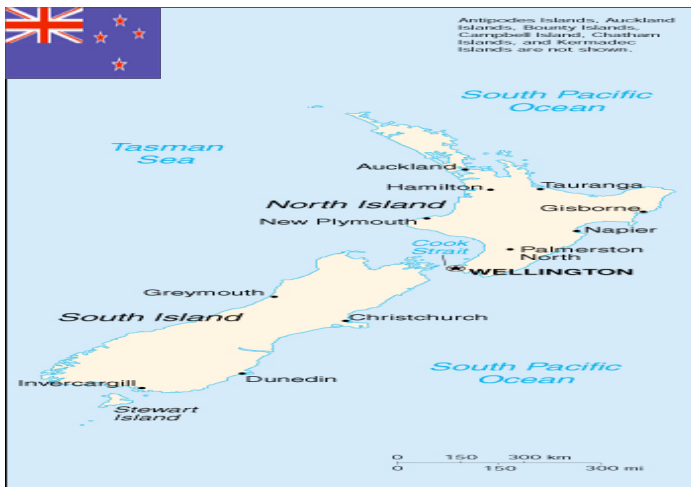 Antipodes Islands, Auckland
Islands, Bounty Islands,
Campbell Island, Chatham
Islands, and Kermadec
Islands are not shown.
South Pacific
Ocean
Tasman
Sea
Auckland
Hamilton
Tauranga
North Island
Gisborne
New Plymouth
Napier
Cook
Strait
Palmerston
North
WELLINGTON
Greymouth
South Island
Christchurch
South Pacific
Ocean
Invercargill
Dunedin
Stewart
Island
0 150 300 km
0 150 300 mi